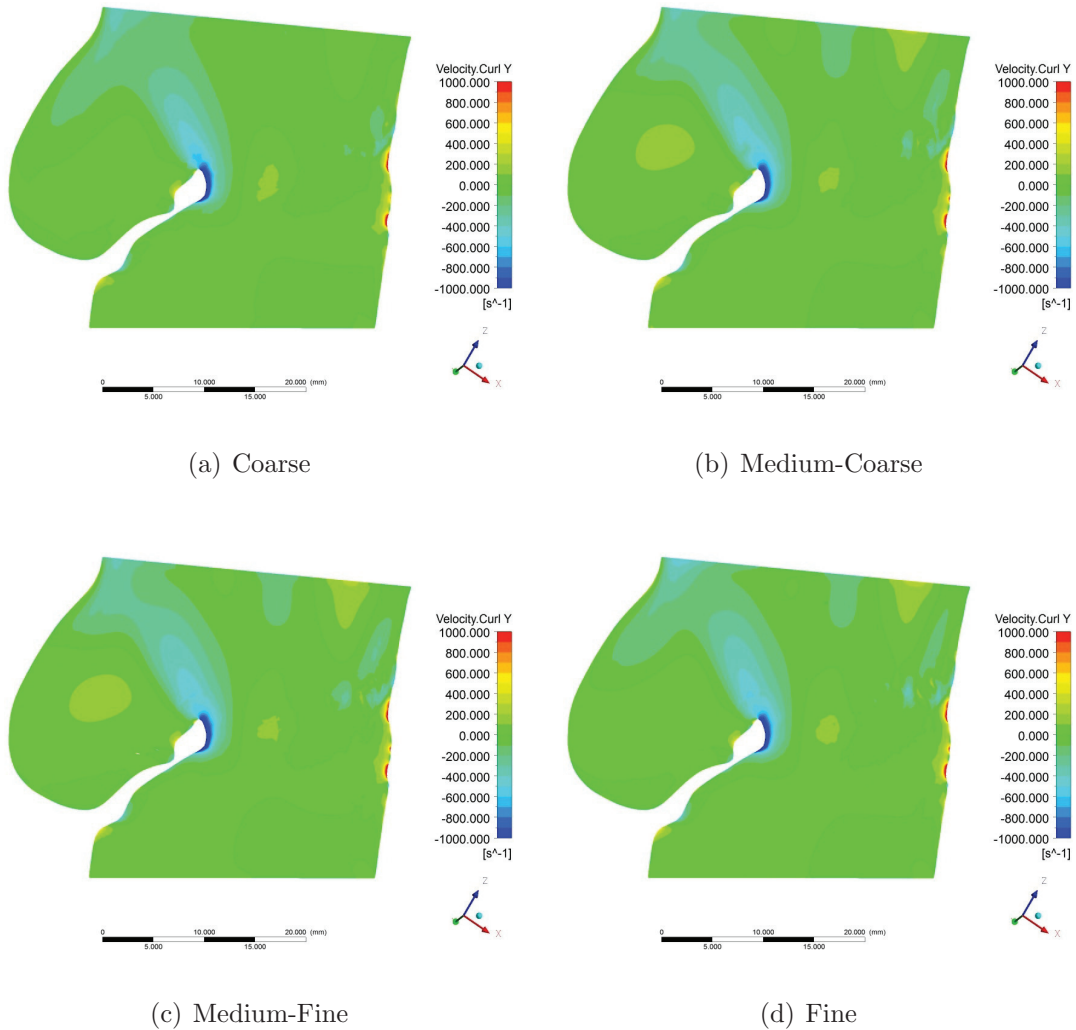 Velocity.Curl Y
1000.000
800.000
600.000
400.000
200.000
0.000
-200.000
-400.000
-600.000
-800.000
-1000.000
[s^-1]
Z
X
0 10.000 20.000 (mm)
5.000 15.000
(a) Coarse
Velocity.Curl Y
1000.000
800.000
600.000
400.000
200.000
0.000
-200.000
-400.000
-600.000
-800.000
-1000.000
[s^-1]
Z
X
0 10.000 20.000 (mm)
5.000 15.000
(b) Medium-Coarse
Velocity.Curl Y
1000.000
800.000
600.000
400.000
200.000
0.000
-200.000
-400.000
-600.000
-800.000
-1000.000
[s^-1]
Z
X
0 10.000 20.000 (mm)
5.000 15.000
(c) Medium-Fine
Velocity.Curl Y
1000.000
800.000
600.000
400.000
200.000
0.000
-200.000
-400.000
-600.000
-800.000
-1000.000
[s^-1]
Z
X
0 10.000 20.000 (mm)
5.000 15.000
(d) Fine